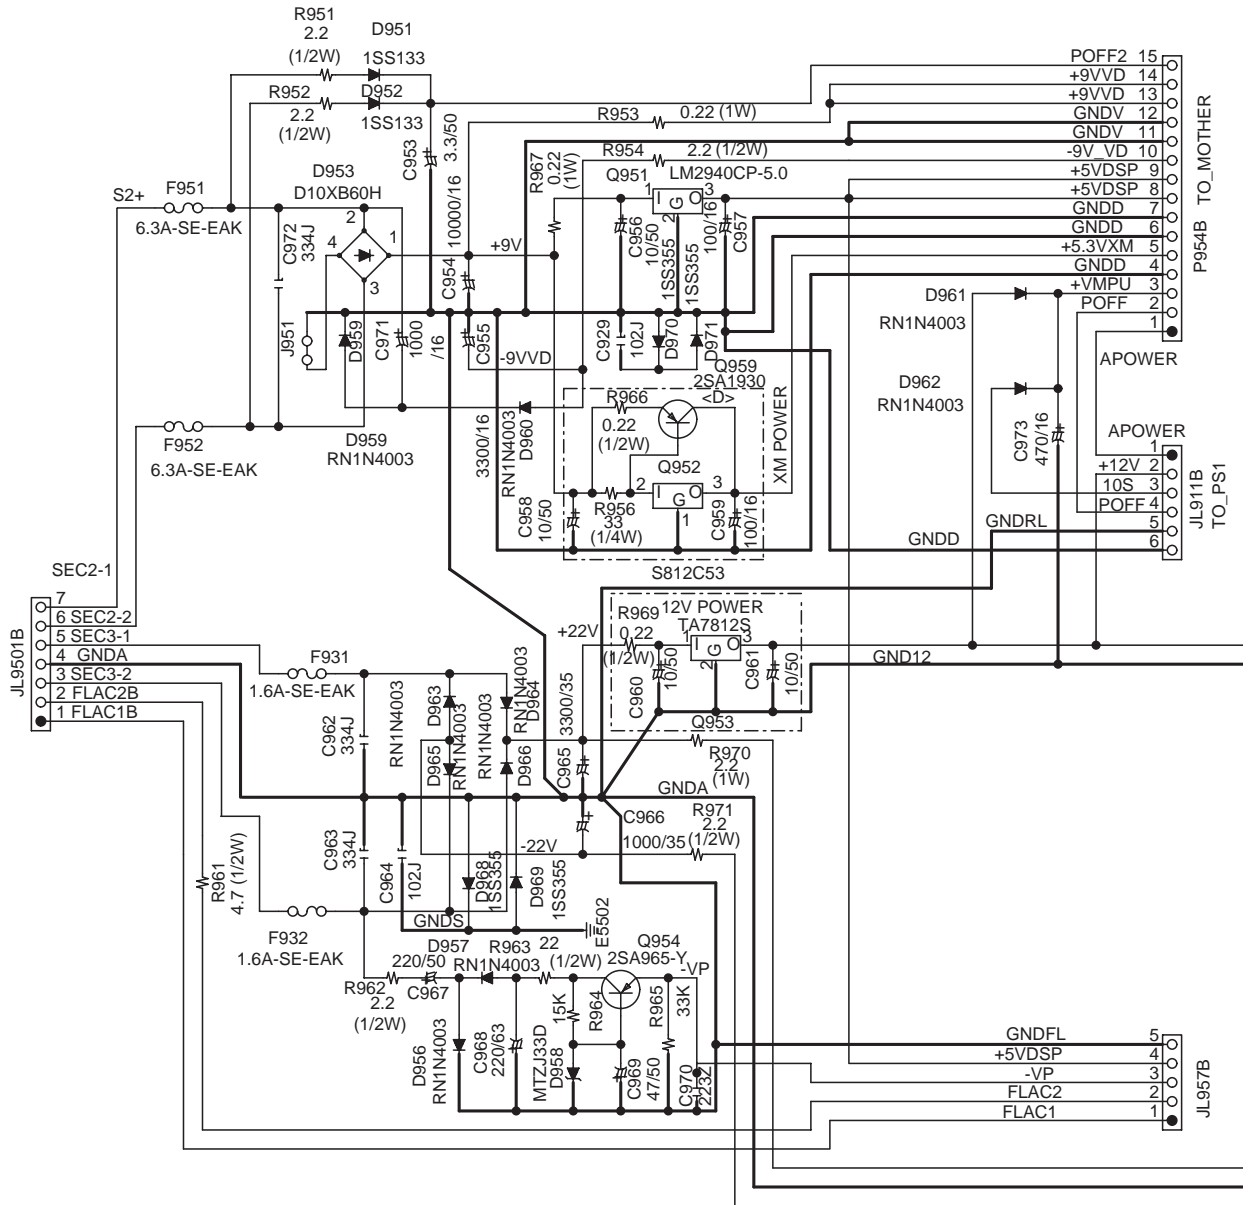 R951
2.2
(1/2W)
D951
1SS133
R952
2.2
(1/2W)
D952
1SS133
C953
3.3/50
R953
0.22 (1W)
R954
2.2 (1/2W)
R967
0.22
(1W)
Q951
LM2940CP-5.0
1
I
G
O
3
2
S2+
F951
6.3A-SE-EAK
D953
D10XB60H
2
4
1
3
C972
334J
10000/16
C954
+9V
C956
10/50
1SS355
1SS355
100/16
C957
J951
D959
C971
1000
/16
C955
-9VVD
C929
102J
D970
D971
Q959
2SA1930
<D>
R966
0.22
(1/2W)
XM POWER
F952
6.3A-SE-EAK
D959
RN1N4003
3300/16
RN1N4003
D960
C958
10/50
R956
33
(1/4W)
Q952
2
I
G
O
3
1
C959
100/16
S812C53
POFF2 15
+9VVD 14
+9VVD 13
GNDV 12
GNDV 11
-9V_VD 10
+5VDSP 9
+5VDSP 8
GNDD 7
GNDD 6
+5.3VXM 5
GNDD 4
+VMPU 3
POFF 2
1
APOWER
P954B
TO_MOTHER
D961
RN1N4003
D962
RN1N4003
C973
470/16
APOWER
1
+12V 2
10S 3
POFF 4
GNDRL 5
GNDD 6
JL911B
TO_PS1
SEC2-1
7
6 SEC2-2
5 SEC3-1
4 GNDA
3 SEC3-2
2 FLAC2B
1 FLAC1B
JL9501B
F931
1.6A-SE-EAK
C962
334J
RN1N4003
D963
RN1N4003
D965
RN1N4003
D964
RN1N4003
D966
3300/35
C965
+22V
R969
0.22
(1/2W)
12V POWER
TA7812S
1
I
G
O
3
2
C960
10/50
C961
10/50
Q953
GND12
R970
2.2
(1W)
GNDA
C966
1000/35
R971
2.2
(1/2W)
-22V
C963
334J
C964
102J
D968
1SS355
D969
1SS355
R961
4.7 (1/2W)
F932
1.6A-SE-EAK
GNDS
E5502
R962
2.2
(1/2W)
220/50
C967
D957
RN1N4003
R963
22
(1/2W)
Q954
2SA965-Y
-VP
D956
RN1N4003
C968
220/63
15K
R964
MTZJ33D
D958
C969
47/50
R965
33K
C970
223Z
GNDFL 5
+5VDSP 4
-VP 3
FLAC2 2
FLAC1 1
JL957B